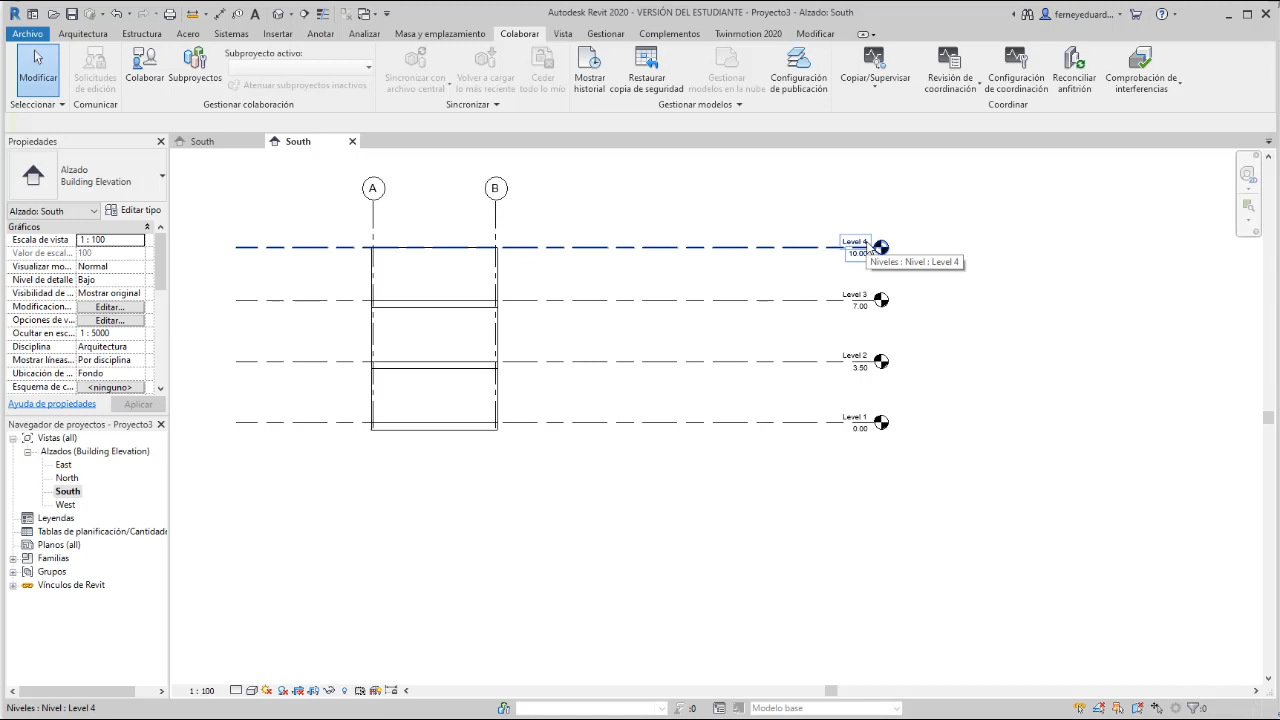 Autodesk Revit 2020 - VERSIÓN DEL ESTUDIANTE - Proyecto3 - Alzado: South
ferneyeduard...
Archivo Arquitectura Estructura Acero Sistemas Insertar Anotar Analizar Masa y emplazamiento Colaborar Vista Gestionar Complementos Twinmotion 2020 Modificar
Subproyecto activo:
Atenuar subproyectos inactivos
Modificar
Solicitudes
de edición
Colaborar
Subproyectos
Sincronizar con
archivo central
Volver a cargar
lo más reciente
Ceder
todo lo mío
Mostrar
historial
Restaurar
copia de seguridad
Gestionar
modelos en la nube
Configuración
de publicación
Copiar/Supervisar
Revisión de
coordinación
Configuración
de coordinación
Reconciliar
anfitrión
Comprobación de
interferencias
Seleccionar Comunicar Gestionar colaboración Sincronizar Gestionar modelos Coordinar
Propiedades
South
South
Alzado
Building Elevation
Alzado: South
Editar tipo
Gráficos
Escala de vista 1 : 100
Valor de escal... 100
Visualizar mo... Normal
Nivel de detalle Bajo
Visibilidad de ... Mostrar original
Modificacion... Editar...
Opciones de v... Editar...
Ocultar en esc... 1 : 5000
Disciplina Arquitectura
Mostrar líneas... Por disciplina
Ubicación de ... Fondo
Esquema de c... <ninguno>
Ayuda de propiedades Aplicar
Navegador de proyectos - Proyecto3
Vistas (all)
Alzados (Building Elevation)
East
North
South
West
Leyendas
Tablas de planificación/Cantidade
Planos (all)
Familias
Grupos
Vínculos de Revit
A
B
Level 4
10.00
Niveles : Nivel : Level 4
Level 3
7.00
Level 2
3.50
Level 1
0.00
1 : 100
Niveles : Nivel : Level 4
:0
Modelo base
:0